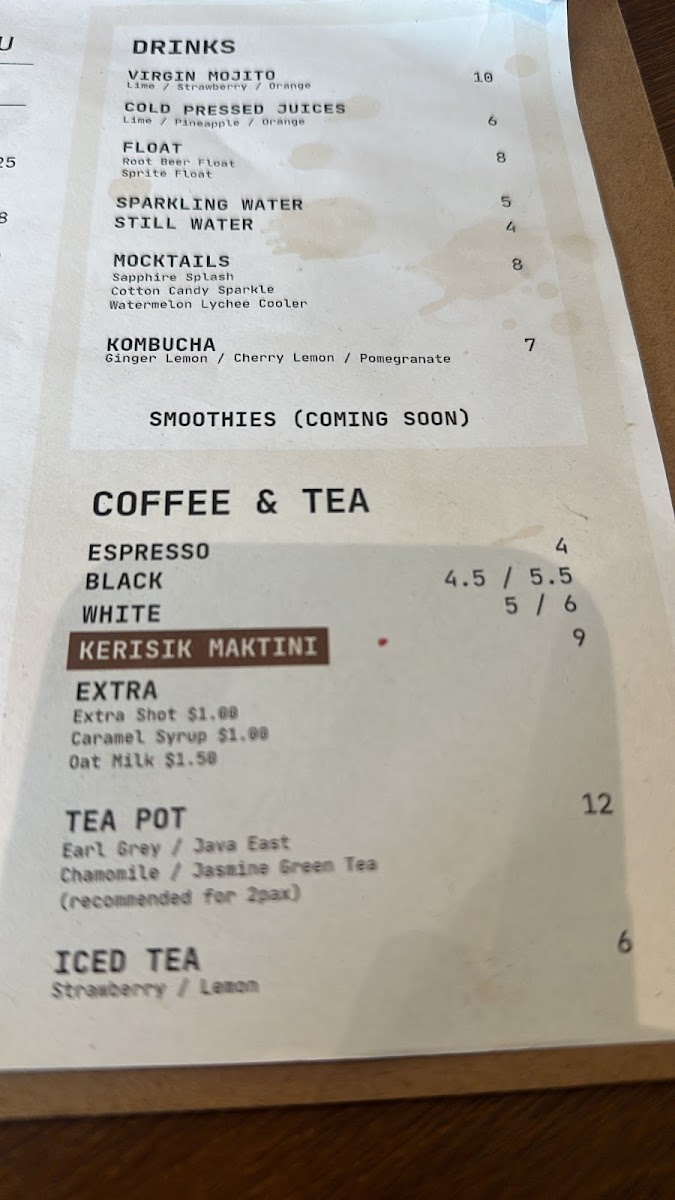 U
25
8
DRINKS
VIRGIN MOJITO 10
Lime / Strawberry / Orange
COLD PRESSED JUICES
Lime / Pineapple / Orange 6
FLOAT 8
Root Beer Float
Sprite Float
SPARKLING WATER 5
STILL WATER 4
MOCKTAILS 8
Sapphire Splash
Cotton Candy Sparkle
Watermelon Lychee Cooler
KOMBUCHA 7
Ginger Lemon / Cherry Lemon / Pomegranate
SMOOTHIES (COMING SOON)
COFFEE & TEA
ESPRESSO 4
BLACK 4.5 / 5.5
WHITE 5 / 6
KERISIK MAKTINI 9
EXTRA
Extra Shot $1.00
Caramel Syrup $1.00
Oat Milk $1.50
TEA POT 12
Earl Grey / Java East
Chamomile / Jasmine Green Tea
(recommended for 2pax)
ICED TEA 6
Strawberry / Lemon